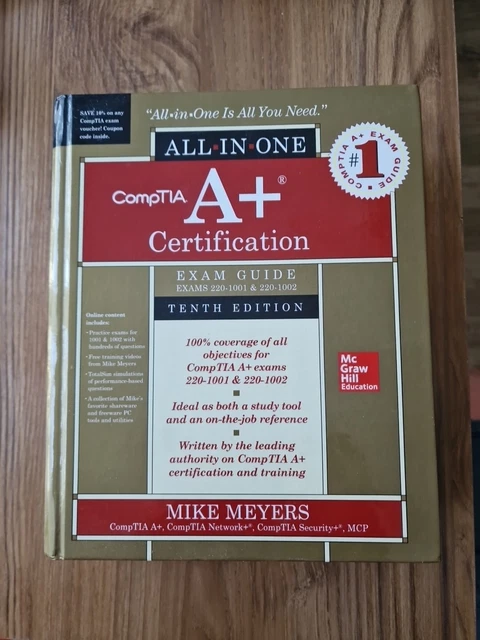 SAVE 10% on any
CompTIA exam
voucher! Coupon
code inside.
“All•in•One Is All You Need.”
ALL•IN•ONE
CompTIA.
A+®
Certification
COMPTIA A+ EXAM GUIDE
#1
EXAM GUIDE
EXAMS 220-1001 & 220-1002
TENTH EDITION
Online content
includes:
•Practice exams for
1001 & 1002 with
hundreds of questions
•Free training videos
from Mike Meyers
•TotalSim simulations
of performance-based
questions
•A collection of Mike's
favorite shareware
and freeware PC
tools and utilities
100% coverage of all
objectives for
CompTIA A+ exams
220-1001 & 220-1002
Ideal as both a study tool
and an on-the-job reference
Written by the leading
authority on CompTIA A+
certification and training
Mc
Graw
Hill
Education
MIKE MEYERS
CompTIA A+, CompTIA Network+®, CompTIA Security+®, MCP